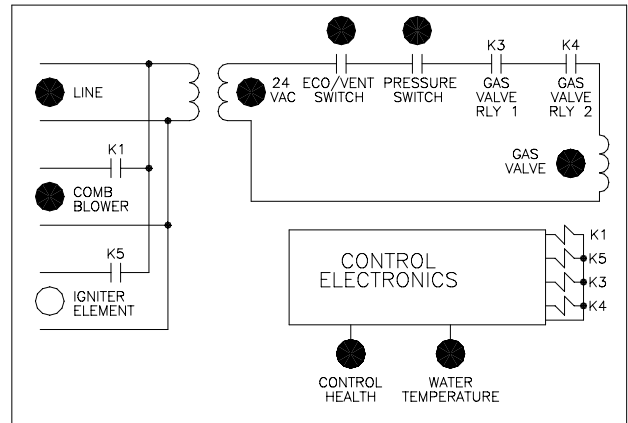 LINE
24
VAC
ECO/VENT
SWITCH
PRESSURE
SWITCH
K3
GAS
VALVE
RLY 1
K4
GAS
VALVE
RLY 2
K1
COMB
BLOWER
GAS
VALVE
K5
IGNITER
ELEMENT
CONTROL
ELECTRONICS
K1
K5
K3
K4
CONTROL
HEALTH
WATER
TEMPERATURE